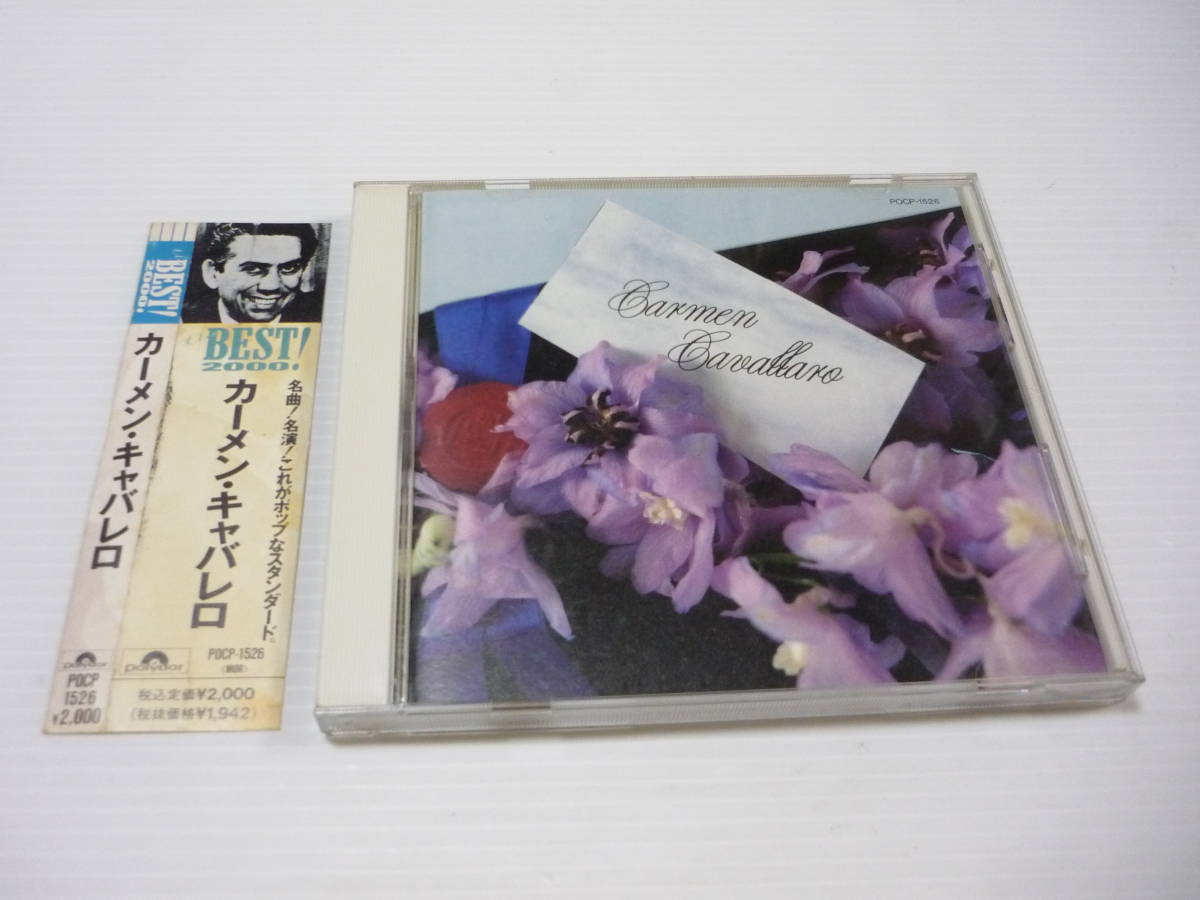 BEST!
2000!
カーメン・キャバレロ
polydor
POCP
1526
¥2,000
BEST!
2000!
名曲!名演!これがポップなスタンダード。
カーメン・キャバレロ
POCP-1526
polydor
税込定価¥2,000
(税抜価格¥1,942)
POCP-1526
Carmen
Cavallaro